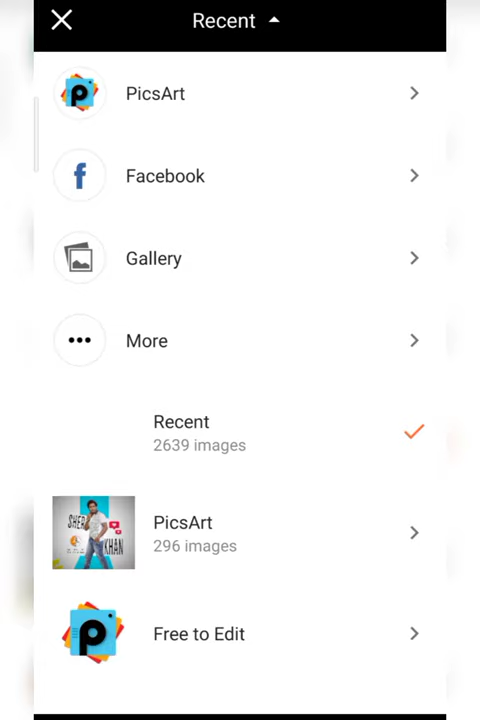 Recent
PicsArt
Facebook
Gallery
More
Recent
2639 images
SHER
KHAN
PicsArt
296 images
Free to Edit